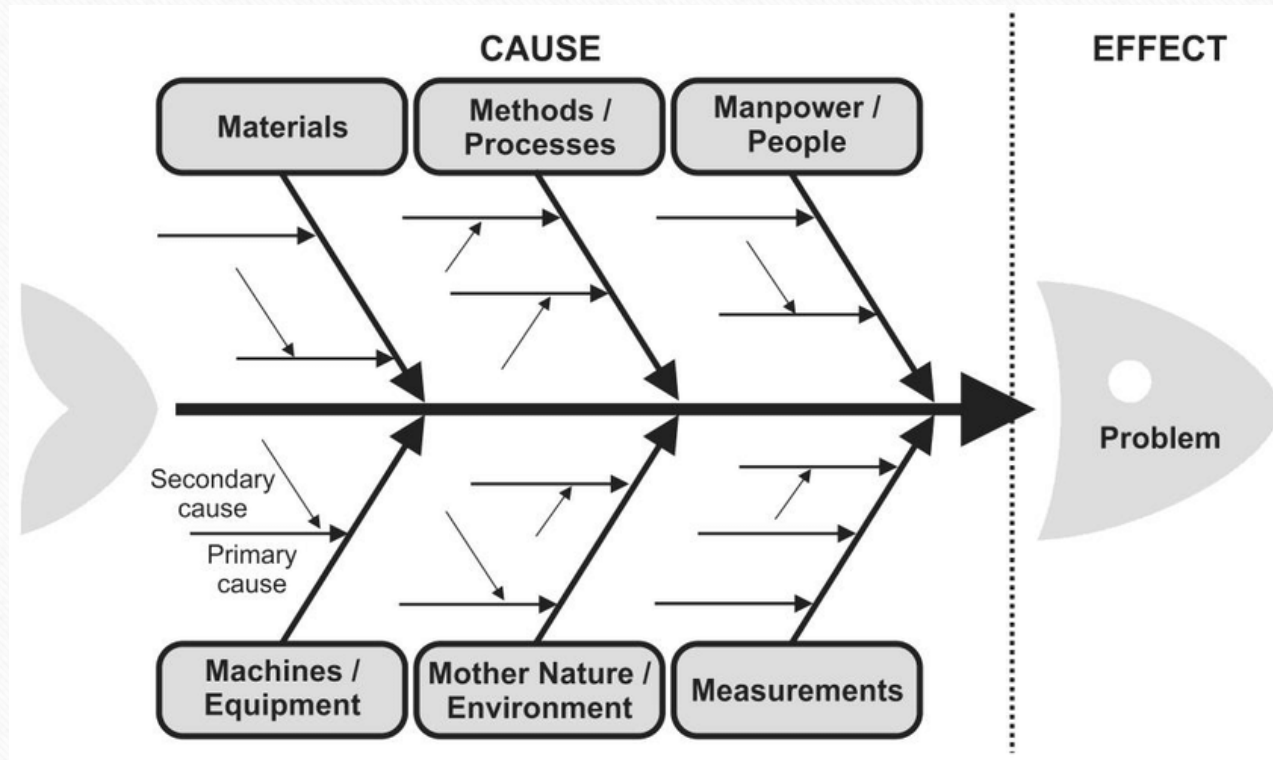 CAUSE
EFFECT
Materials
Methods /
Processes
Manpower /
People
Problem
Secondary
cause
Primary
cause
Machines /
Equipment
Mother Nature /
Environment
Measurements